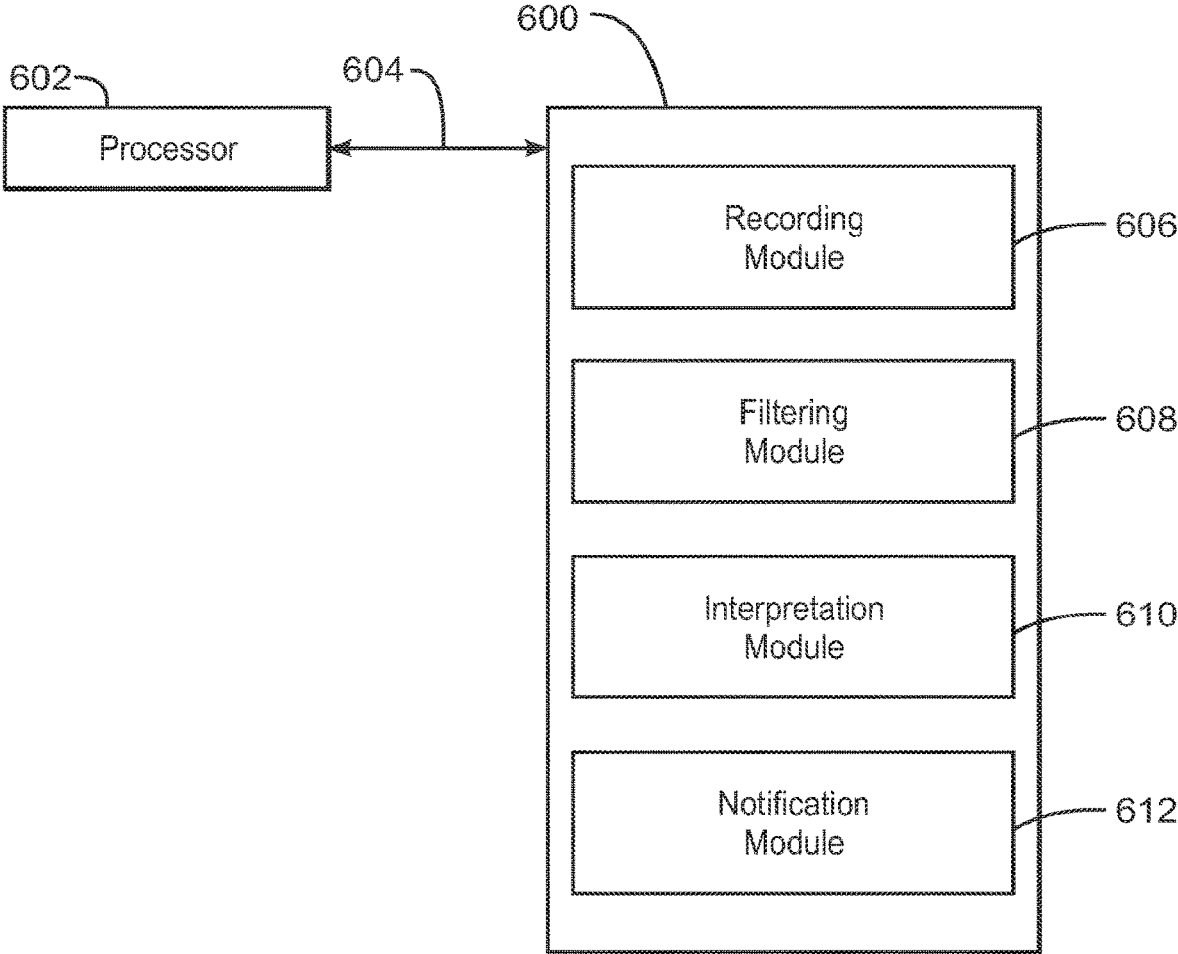 600
602
604
Processor
Recording
Module
606
Filtering
Module
608
Interpretation
Module
610
Notification
Module
612